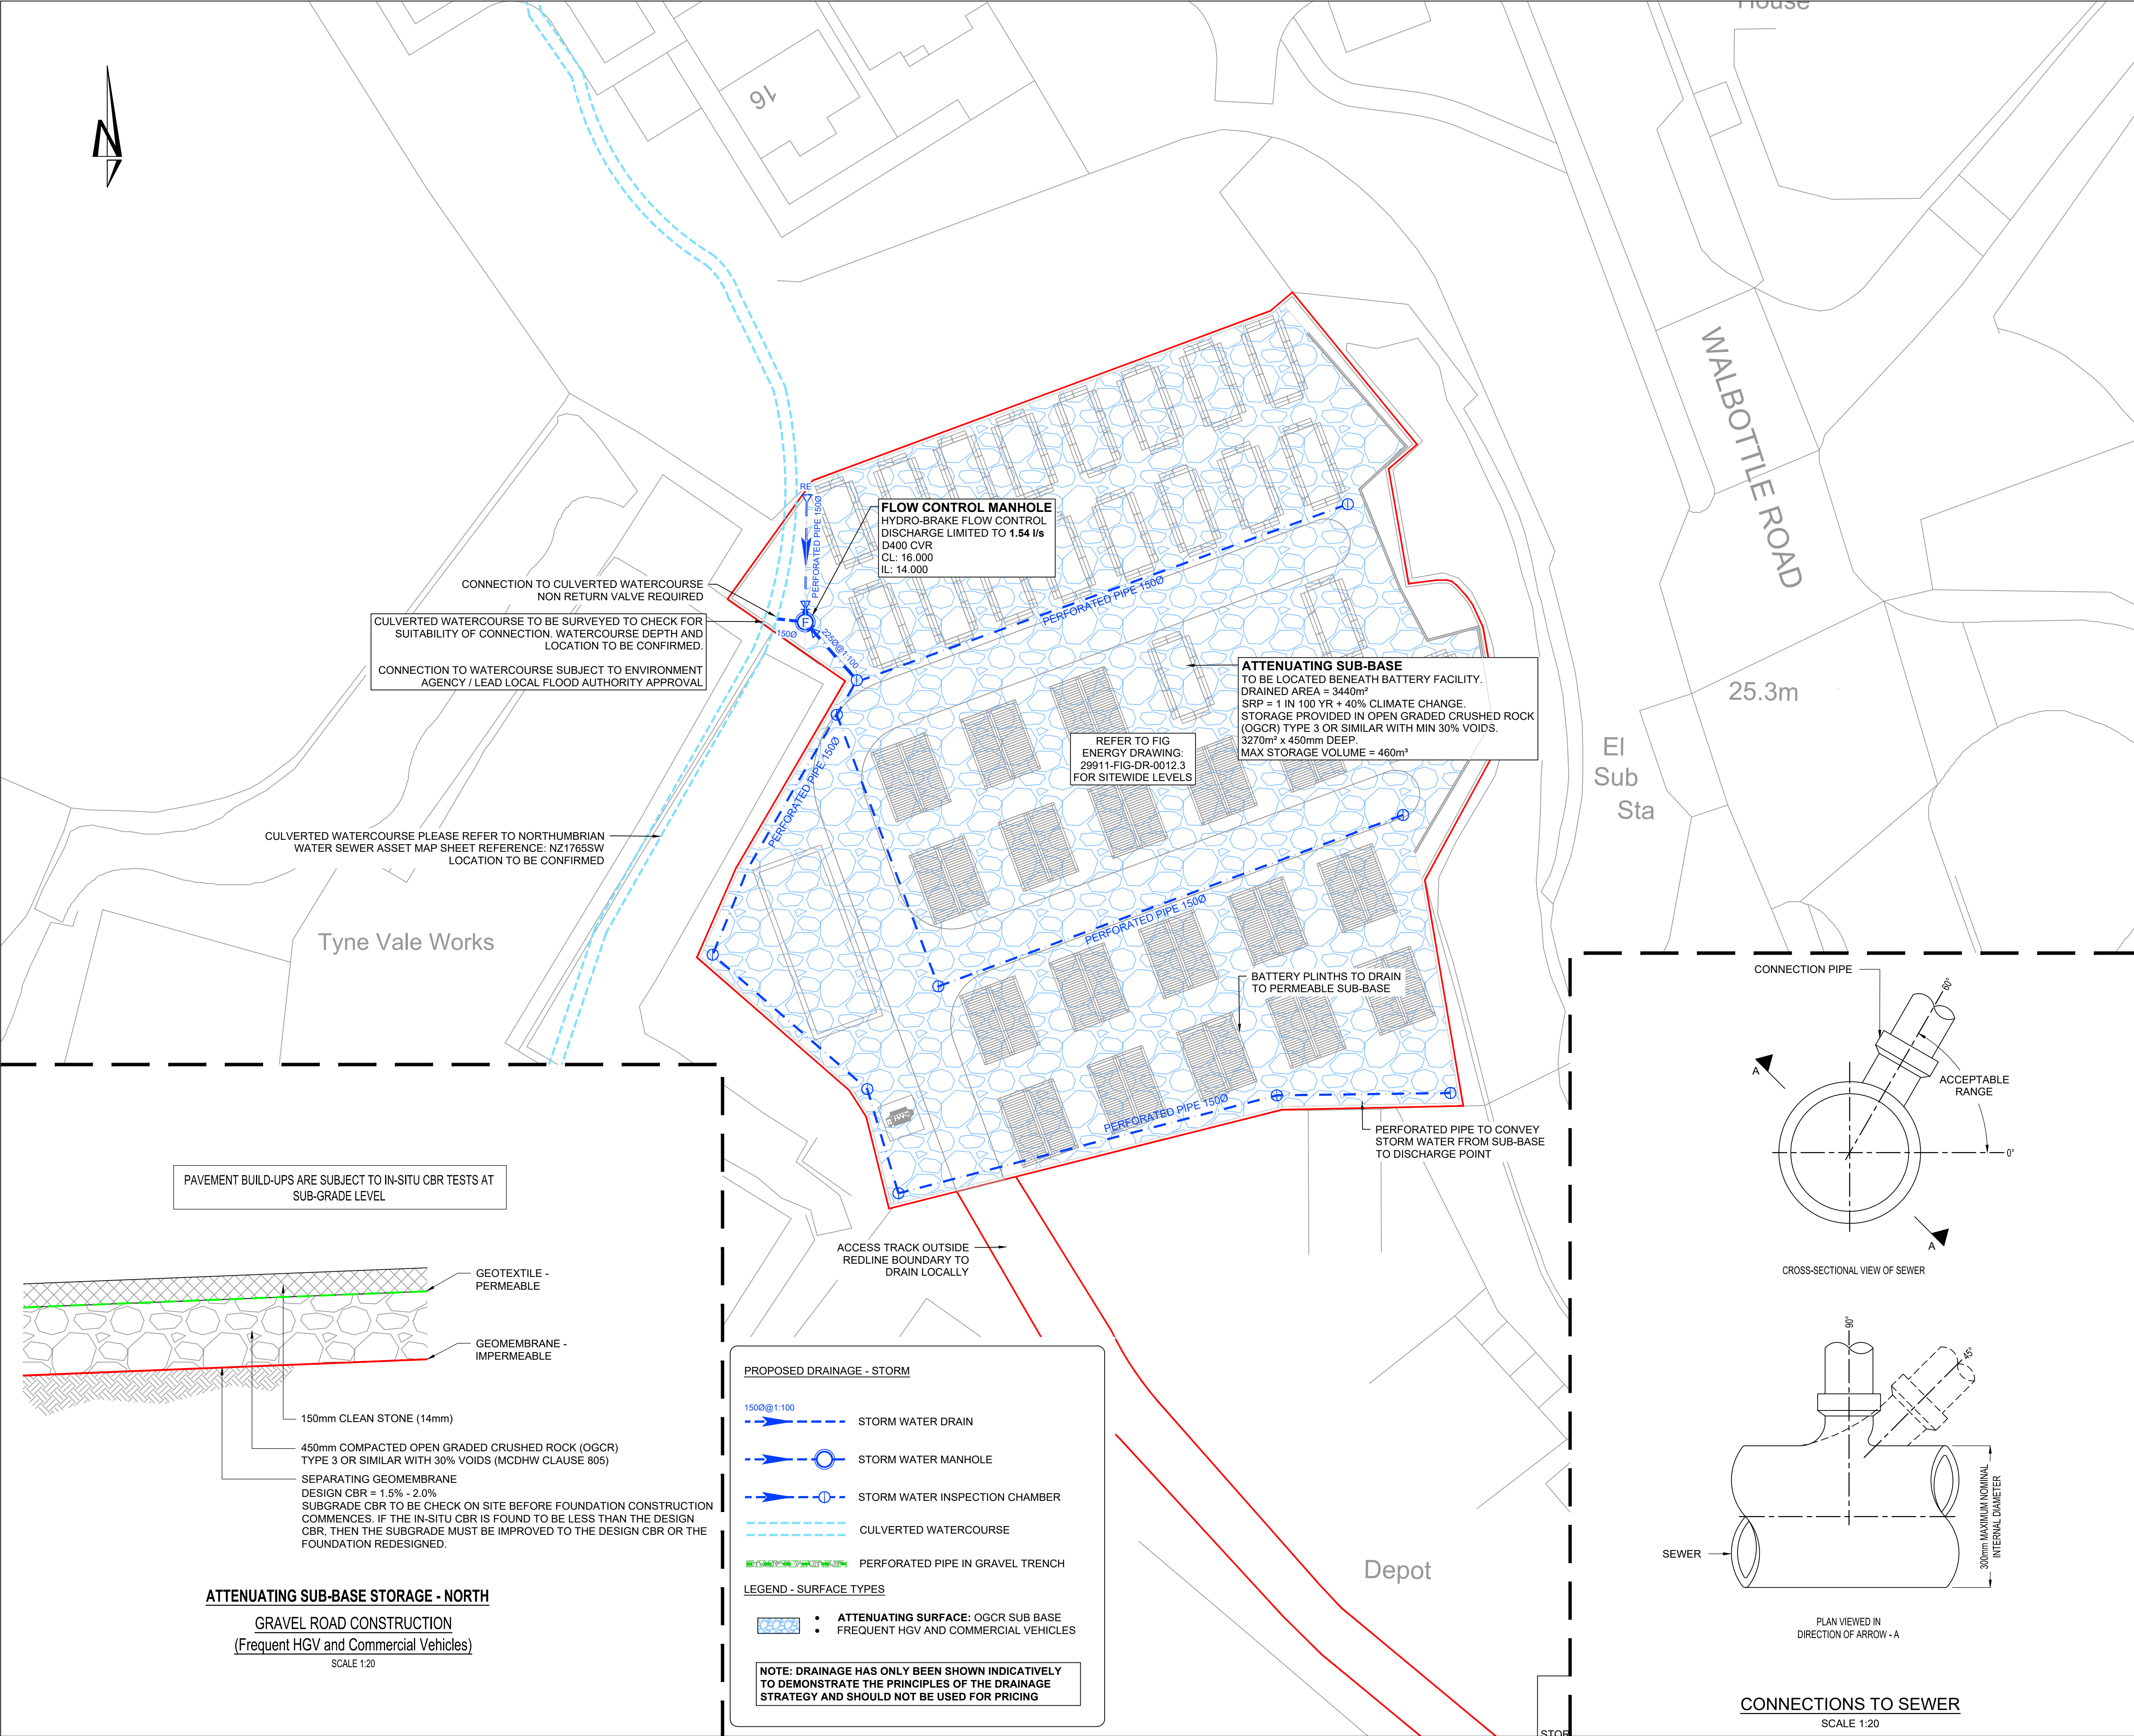 House
N
16
WALBOTTLE ROAD
25.3m
El
Sub
Sta
Tyne Vale Works
Depot
RE
PERFORATED PIPE 150Ø
FLOW CONTROL MANHOLE
HYDRO-BRAKE FLOW CONTROL
DISCHARGE LIMITED TO 1.54 l/s
D400 CVR
CL: 16.000
IL: 14.000
CONNECTION TO CULVERTED WATERCOURSE
NON RETURN VALVE REQUIRED
CULVERTED WATERCOURSE TO BE SURVEYED TO CHECK FOR
SUITABILITY OF CONNECTION. WATERCOURSE DEPTH AND
LOCATION TO BE CONFIRMED.
CONNECTION TO WATERCOURSE SUBJECT TO ENVIRONMENT
AGENCY / LEAD LOCAL FLOOD AUTHORITY APPROVAL
F
150Ø
225Ø@1:100
PERFORATED PIPE 150Ø
ATTENUATING SUB-BASE
TO BE LOCATED BENEATH BATTERY FACILITY.
DRAINED AREA = 3440m²
SRP = 1 IN 100 YR + 40% CLIMATE CHANGE.
STORAGE PROVIDED IN OPEN GRADED CRUSHED ROCK
(OGCR) TYPE 3 OR SIMILAR WITH MIN 30% VOIDS.
3270m² x 450mm DEEP.
MAX STORAGE VOLUME = 460m³
REFER TO FIG
ENERGY DRAWING:
29911-FIG-DR-0012.3
FOR SITEWIDE LEVELS
PERFORATED PIPE 150Ø
CULVERTED WATERCOURSE PLEASE REFER TO NORTHUMBRIAN
WATER SEWER ASSET MAP SHEET REFERENCE: NZ1765SW
LOCATION TO BE CONFIRMED
PERFORATED PIPE 150Ø
BATTERY PLINTHS TO DRAIN
TO PERMEABLE SUB-BASE
PERFORATED PIPE 150Ø
PERFORATED PIPE TO CONVEY
STORM WATER FROM SUB-BASE
TO DISCHARGE POINT
ACCESS TRACK OUTSIDE
REDLINE BOUNDARY TO
DRAIN LOCALLY
PAVEMENT BUILD-UPS ARE SUBJECT TO IN-SITU CBR TESTS AT
SUB-GRADE LEVEL
GEOTEXTILE -
PERMEABLE
GEOMEMBRANE -
IMPERMEABLE
150mm CLEAN STONE (14mm)
450mm COMPACTED OPEN GRADED CRUSHED ROCK (OGCR)
TYPE 3 OR SIMILAR WITH 30% VOIDS (MCDHW CLAUSE 805)
SEPARATING GEOMEMBRANE
DESIGN CBR = 1.5% - 2.0%
SUBGRADE CBR TO BE CHECK ON SITE BEFORE FOUNDATION CONSTRUCTION
COMMENCES. IF THE IN-SITU CBR IS FOUND TO BE LESS THAN THE DESIGN
CBR, THEN THE SUBGRADE MUST BE IMPROVED TO THE DESIGN CBR OR THE
FOUNDATION REDESIGNED.
ATTENUATING SUB-BASE STORAGE - NORTH
GRAVEL ROAD CONSTRUCTION
(Frequent HGV and Commercial Vehicles)
SCALE 1:20
PROPOSED DRAINAGE - STORM
150Ø@1:100
STORM WATER DRAIN
STORM WATER MANHOLE
STORM WATER INSPECTION CHAMBER
CULVERTED WATERCOURSE
PERFORATED PIPE IN GRAVEL TRENCH
LEGEND - SURFACE TYPES
• ATTENUATING SURFACE: OGCR SUB BASE
• FREQUENT HGV AND COMMERCIAL VEHICLES
NOTE: DRAINAGE HAS ONLY BEEN SHOWN INDICATIVELY
TO DEMONSTRATE THE PRINCIPLES OF THE DRAINAGE
STRATEGY AND SHOULD NOT BE USED FOR PRICING
CONNECTION PIPE
60°
A
ACCEPTABLE
RANGE
0°
A
CROSS-SECTIONAL VIEW OF SEWER
90°
45°
300mm MAXIMUM NOMINAL
INTERNAL DIAMETER
SEWER
PLAN VIEWED IN
DIRECTION OF ARROW - A
CONNECTIONS TO SEWER
SCALE 1:20